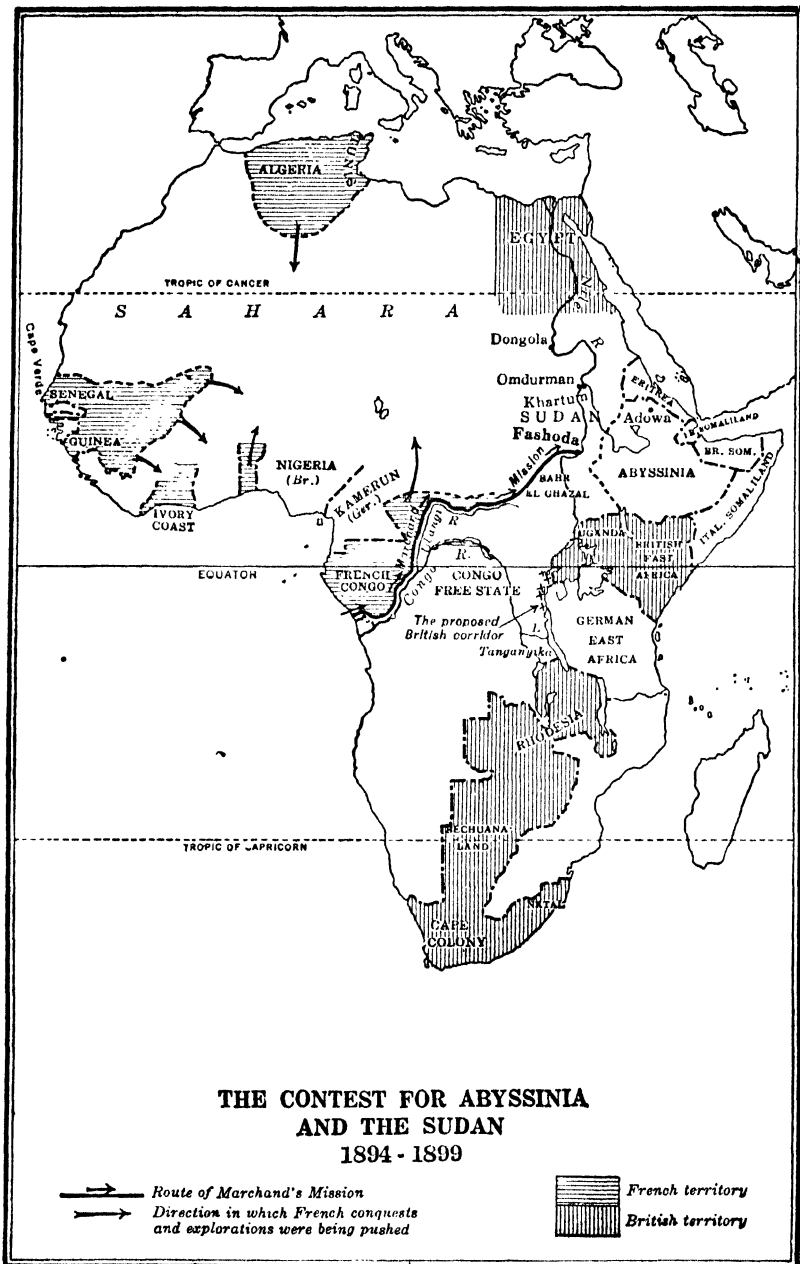 ALGERIA
TUNIS
EGYPT
Nile
R
TROPIC OF CANCER
S A H A R A
Cape Verde
Dongola
SENEGAL
Omdurman
ERITREA
Khartum
SUDAN
Adowa
GUINEA
Fashoda
BR. SOM.
NIGERIA
(Br.)
KAMERUN
(Ger.)
Mission
BAHR
EL GHAZAL
ABYSSINIA
ITAL. SOMALILAND
IVORY
COAST
Marchand's
Ubangi
R
UGANDA
BRITISH
EAST
AFRICA
EQUATOR
FRENCH
CONGO
Congo
R.
CONGO
FREE STATE
The proposed
British corridor
L.
Tanganyika
GERMAN
EAST
AFRICA
RHODESIA
TROPIC OF CAPRICORN
BECHUANA
LAND
NATAL
CAPE
COLONY
THE CONTEST FOR ABYSSINIA
AND THE SUDAN
1894 - 1899
Route of Marchand's Mission
Direction in which French conquests
and explorations were being pushed
French territory
British territory